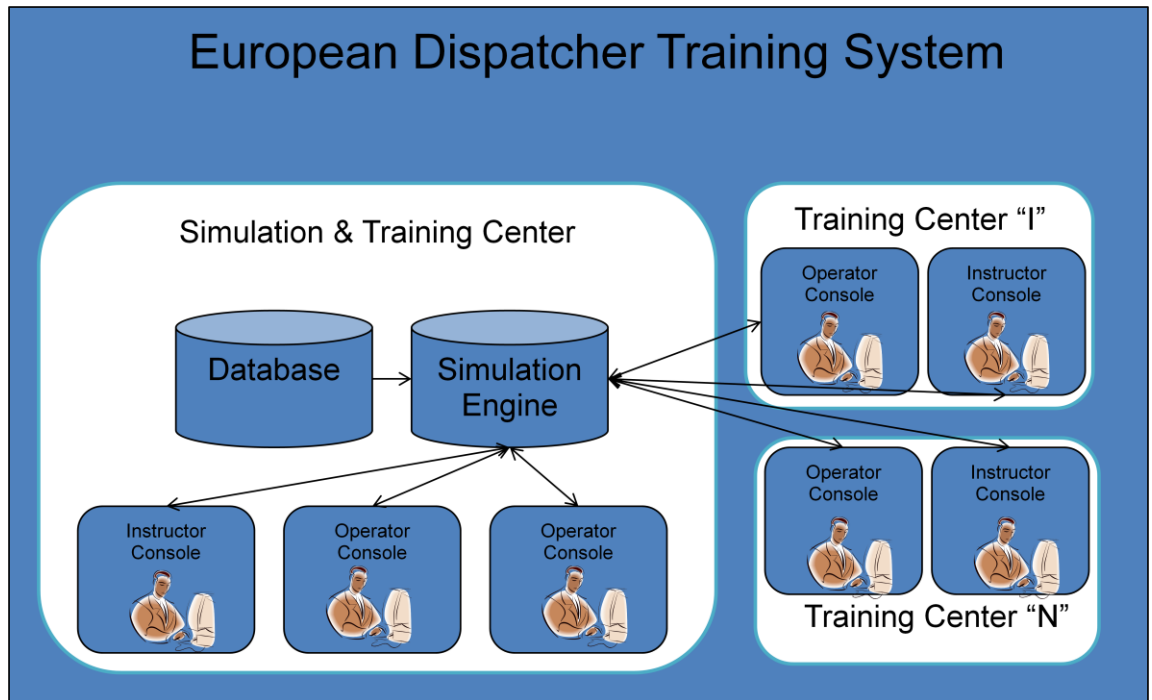 European Dispatcher Training System
Simulation & Training Center
Database
Simulation
Engine
Instructor
Console
Operator
Console
Operator
Console
Training Center “I”
Operator
Console
Instructor
Console
Operator
Console
Instructor
Console
Training Center “N”